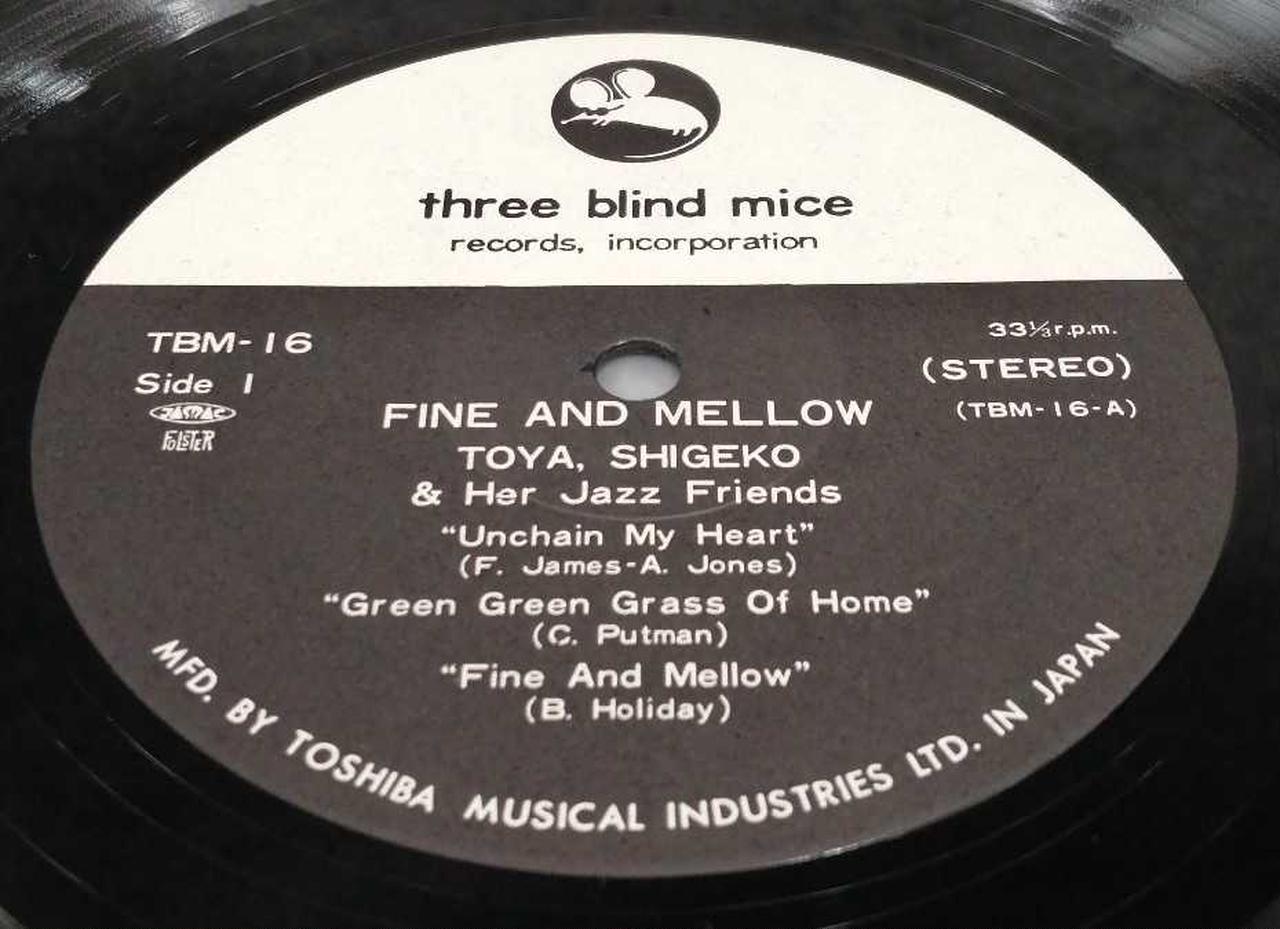 three blind mice
records, incorporation
TBM-16
33⅓r.p.m.
Side 1
(STEREO)
JASRAC
(TBM-16-A)
FOLSTER
FINE AND MELLOW
TOYA, SHIGEKO
& Her Jazz Friends
“Unchain My Heart”
(F. James-A. Jones)
“Green Green Grass Of Home”
(C. Putman)
“Fine And Mellow”
(B. Holiday)
MFD. BY TOSHIBA MUSICAL INDUSTRIES LTD. IN JAPAN